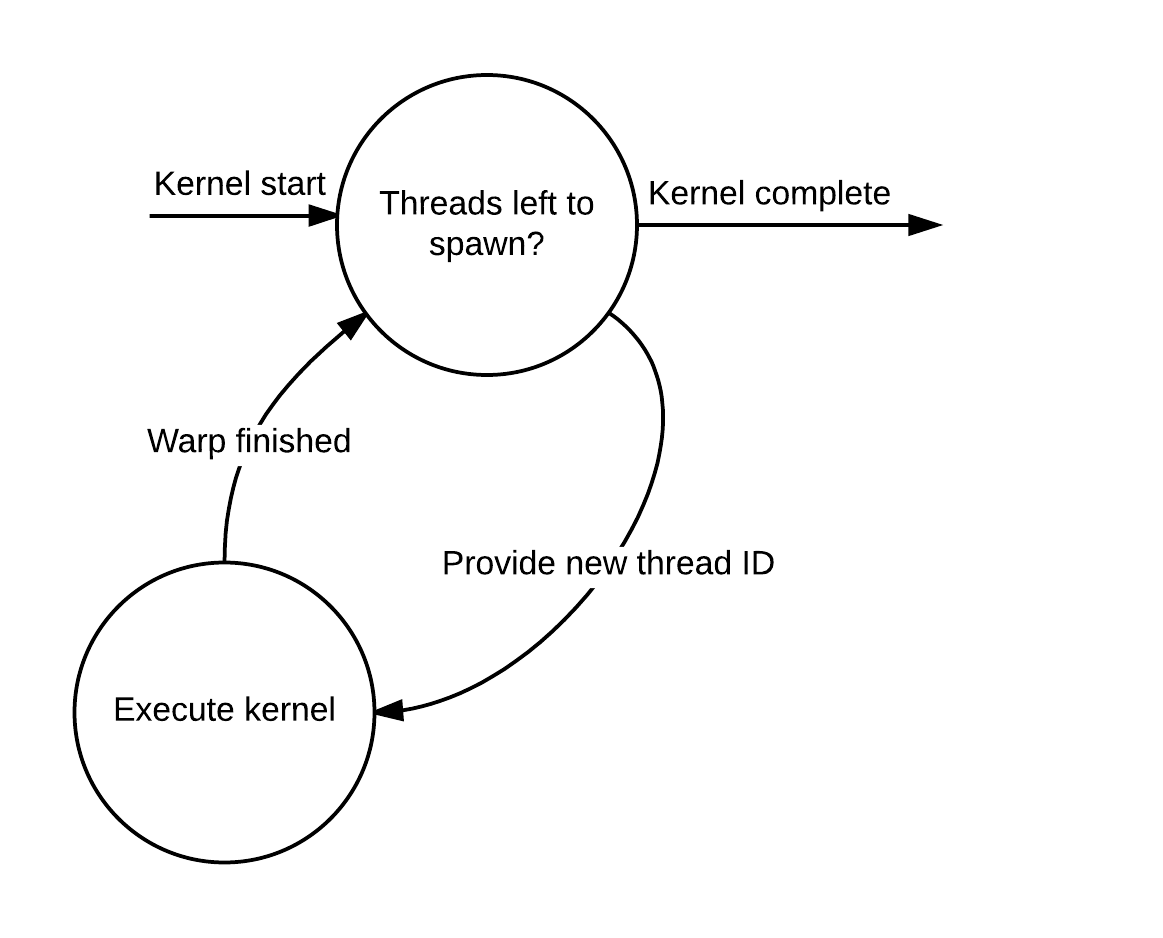 Kernel start
Threads left to
spawn?
Kernel complete
Warp finished
Provide new thread ID
Execute kernel